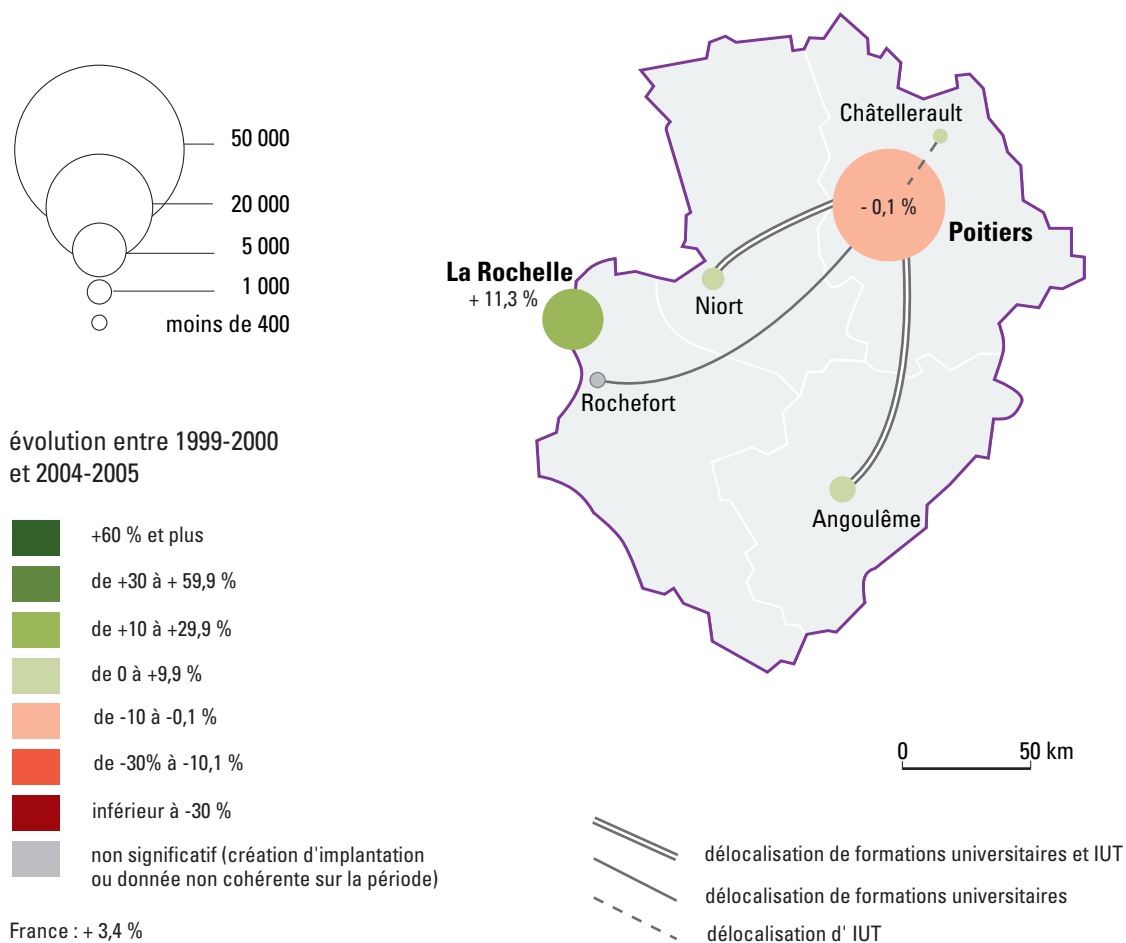 50 000
20 000
5 000
1 000
moins de 400
évolution entre 1999-2000
et 2004-2005
+60 % et plus
de +30 à + 59,9 %
de +10 à +29,9 %
de 0 à +9,9 %
de -10 à -0,1 %
de -30% à -10,1 %
inférieur à -30 %
non significatif (création d'implantation
ou donnée non cohérente sur la période)
France : + 3,4 %
Châtellerault
- 0,1 %
Poitiers
La Rochelle
+ 11,3 %
Niort
Rochefort
Angoulême
0 50 km
délocalisation de formations universitaires et IUT
délocalisation de formations universitaires
délocalisation d' IUT